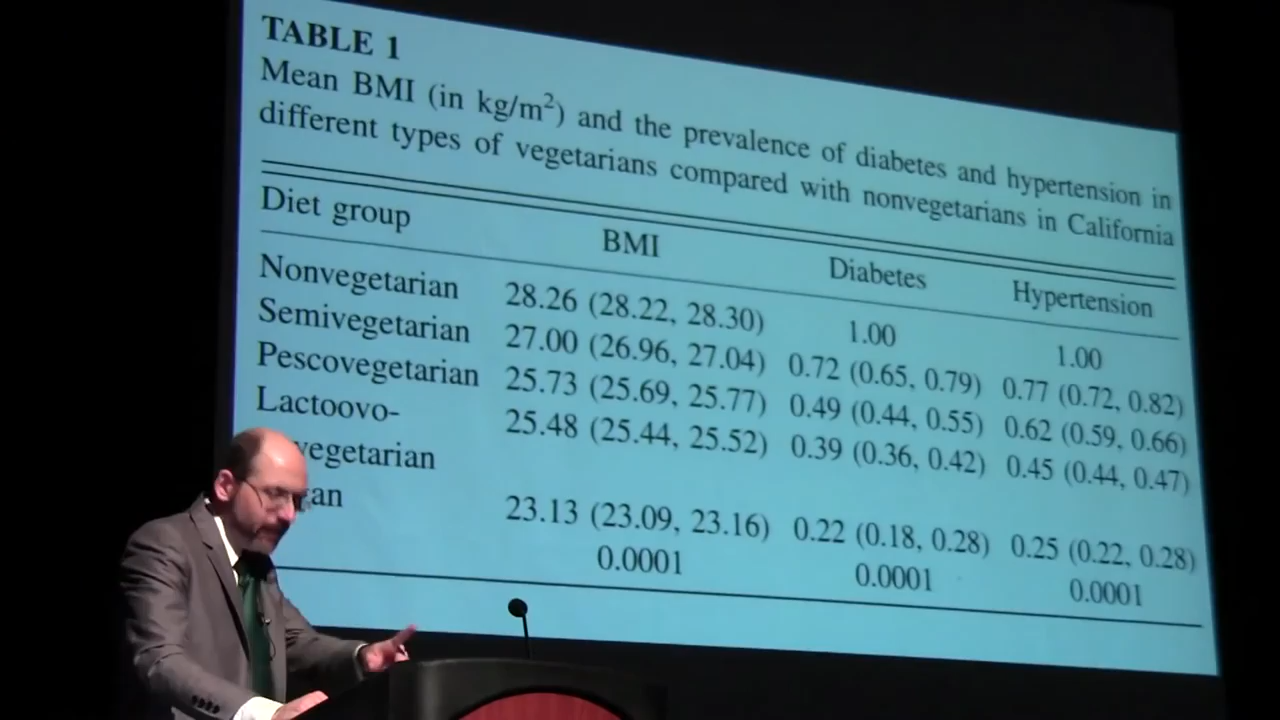 TABLE 1
Mean BMI (in kg/m²) and the prevalence of diabetes and hypertension in
different types of vegetarians compared with nonvegetarians in California
Diet group BMI Diabetes Hypertension
Nonvegetarian 28.26 (28.22, 28.30) 1.00 1.00
Semivegetarian 27.00 (26.96, 27.04) 0.72 (0.65, 0.79) 0.77 (0.72, 0.82)
Pescovegetarian 25.73 (25.69, 25.77) 0.49 (0.44, 0.55) 0.62 (0.59, 0.66)
Lactoovo- 25.48 (25.44, 25.52) 0.39 (0.36, 0.42) 0.45 (0.44, 0.47)
vegetarian
23.13 (23.09, 23.16) 0.22 (0.18, 0.28) 0.25 (0.22, 0.28)
0.0001 0.0001 0.0001